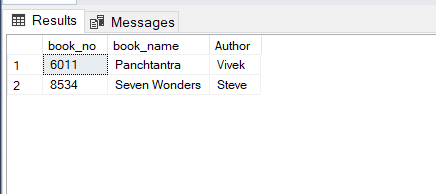 Results Messages
book_no book_name Author
1 6011 Panchtantra Vivek
2 8534 Seven Wonders Steve